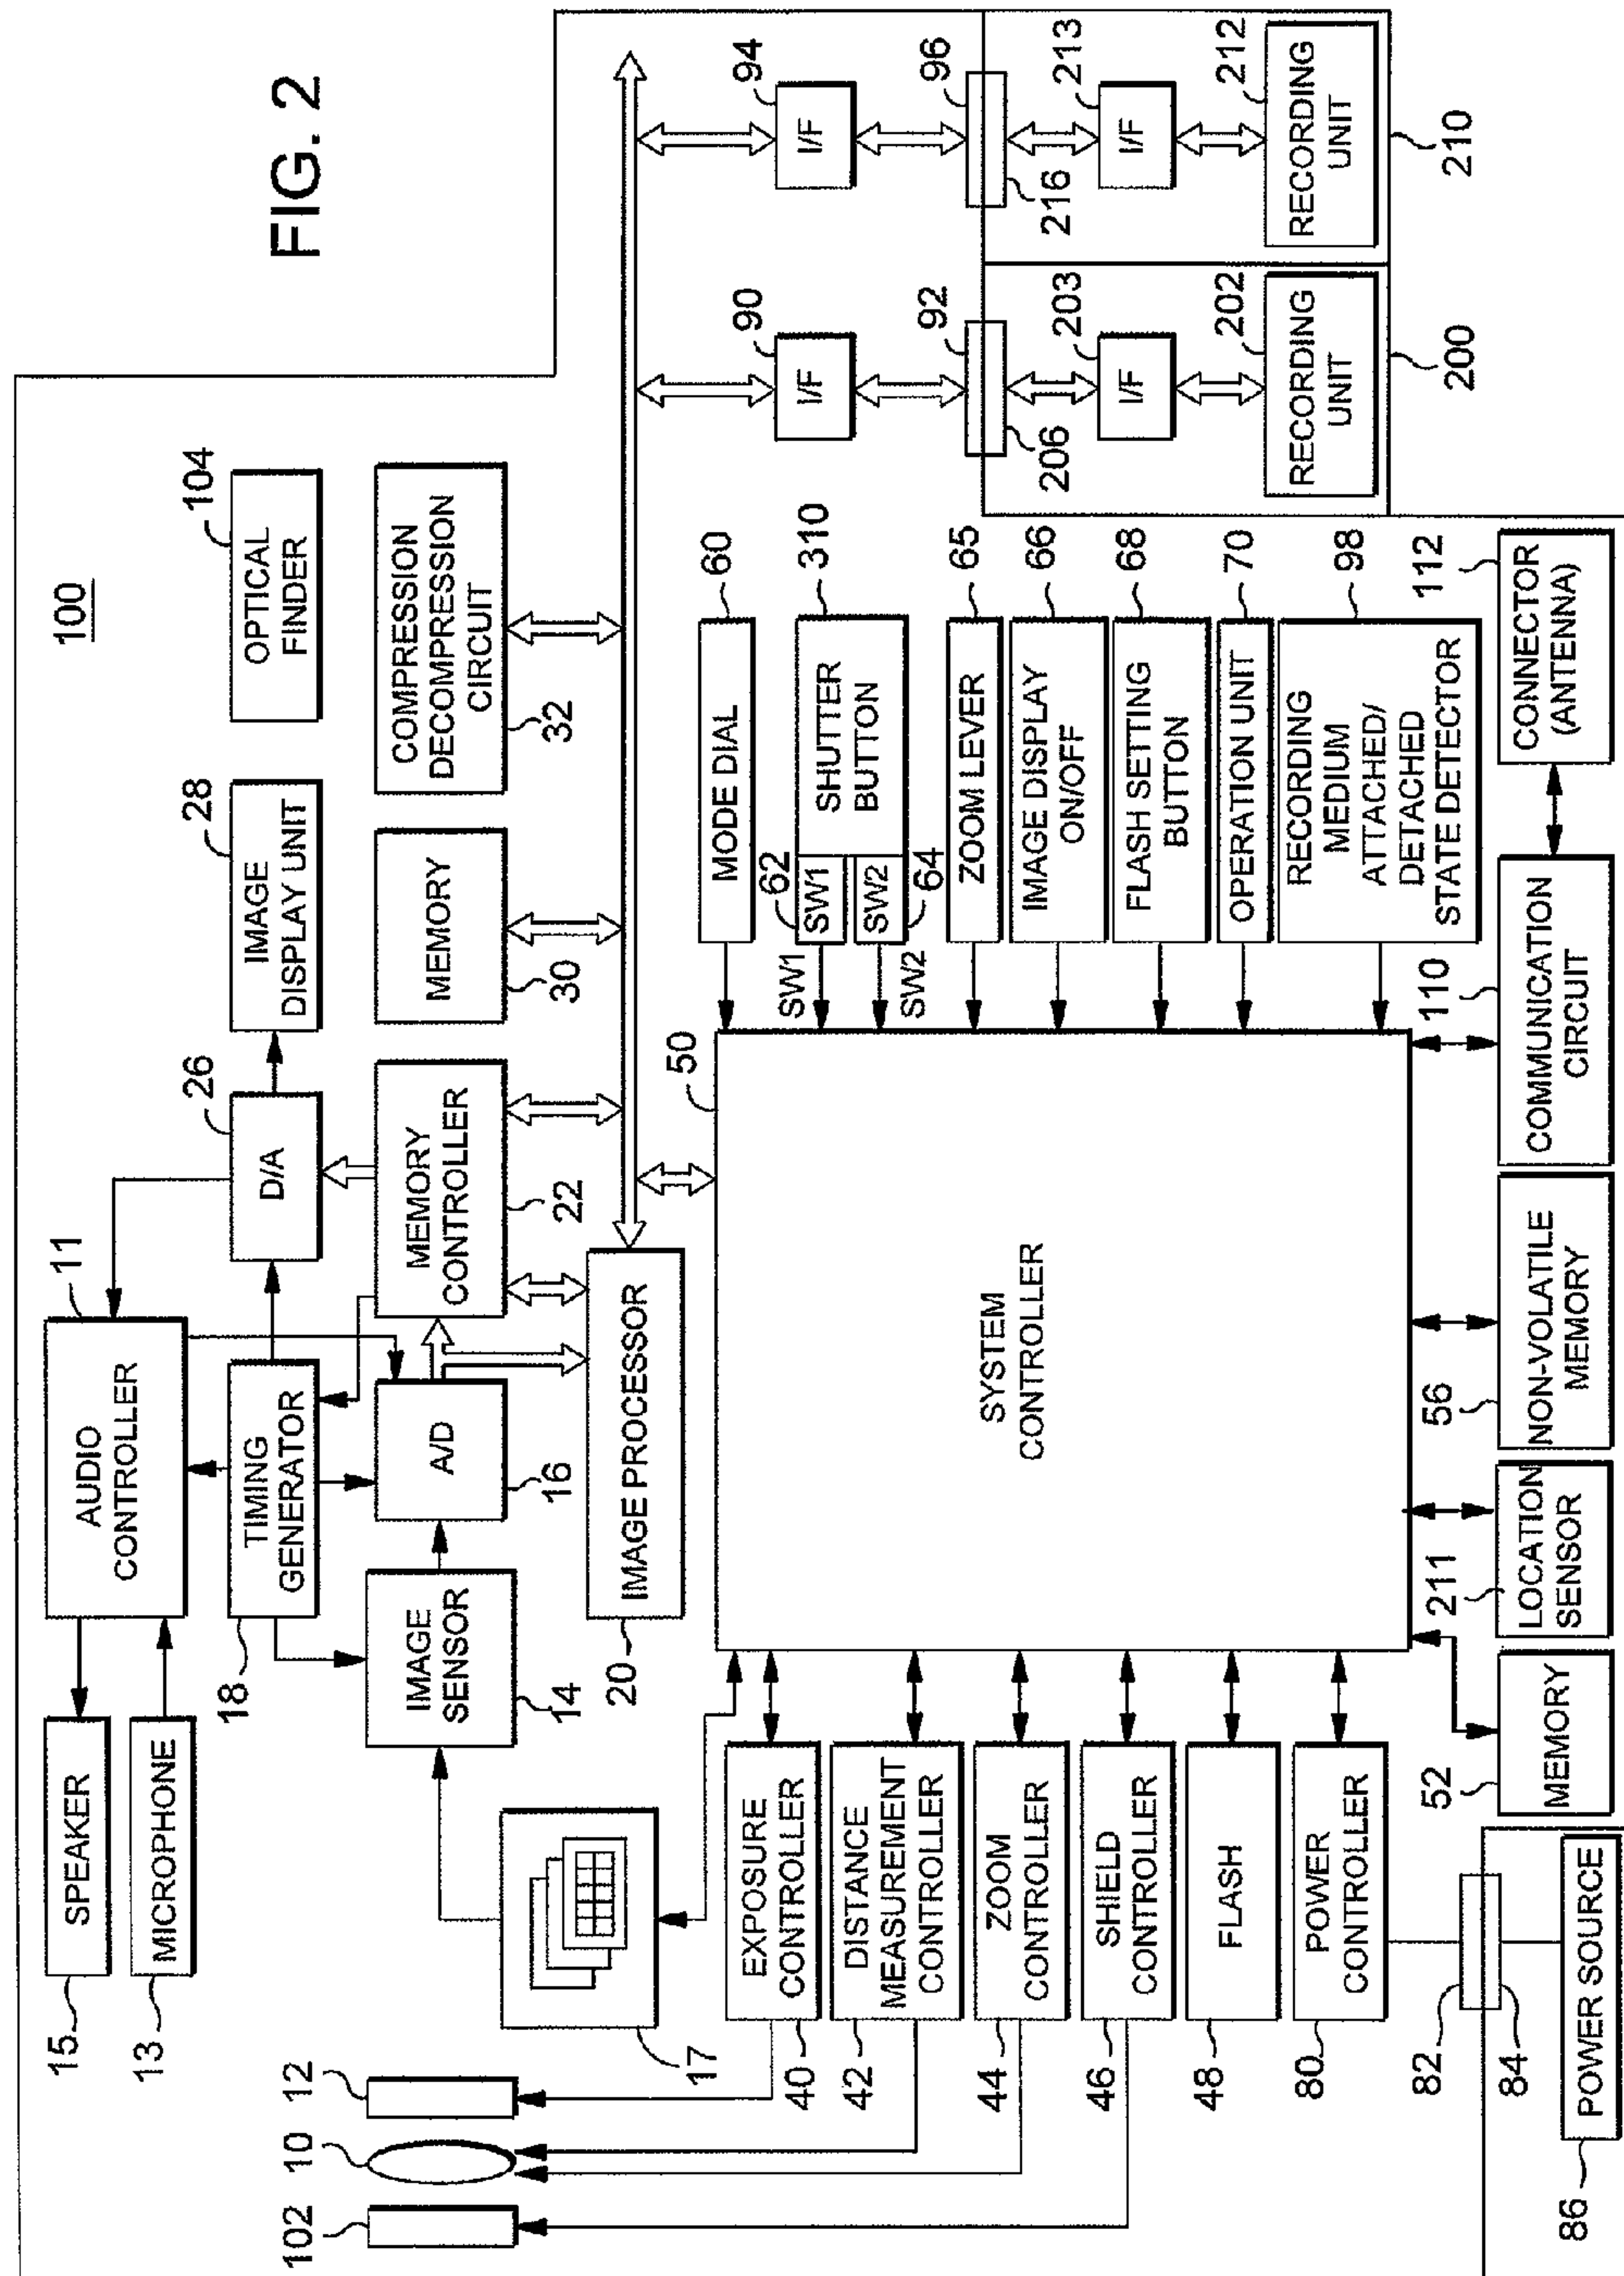 FIG. 2
100
15
SPEAKER
13
MICROPHONE
11
AUDIO
CONTROLLER
18
TIMING
GENERATOR
26
D/A
28
IMAGE
DISPLAY UNIT
104
OPTICAL
FINDER
102
10
12
17
14
IMAGE
SENSOR
16
A/D
22
MEMORY
CONTROLLER
30
MEMORY
32
COMPRESSION
DECOMPRESSION
CIRCUIT
20
IMAGE PROCESSOR
50
SYSTEM
CONTROLLER
40
EXPOSURE
CONTROLLER
42
DISTANCE
MEASUREMENT
CONTROLLER
44
ZOOM
CONTROLLER
46
SHIELD
CONTROLLER
48
FLASH
80
POWER
CONTROLLER
82
84
86
POWER SOURCE
60
MODE DIAL
310
SHUTTER
BUTTON
62
SW1
SW1
64
SW2
SW2
65
ZOOM LEVER
66
IMAGE DISPLAY
ON/OFF
68
FLASH SETTING
BUTTON
70
OPERATION UNIT
98
RECORDING
MEDIUM
ATTACHED/
DETACHED
STATE DETECTOR
52
MEMORY
211
LOCATION
SENSOR
56
NON-VOLATILE
MEMORY
110
COMMUNICATION
CIRCUIT
112
CONNECTOR
(ANTENNA)
90
I/F
94
I/F
92
206
96
216
203
I/F
213
I/F
202
RECORDING
UNIT
212
RECORDING
UNIT
200
210